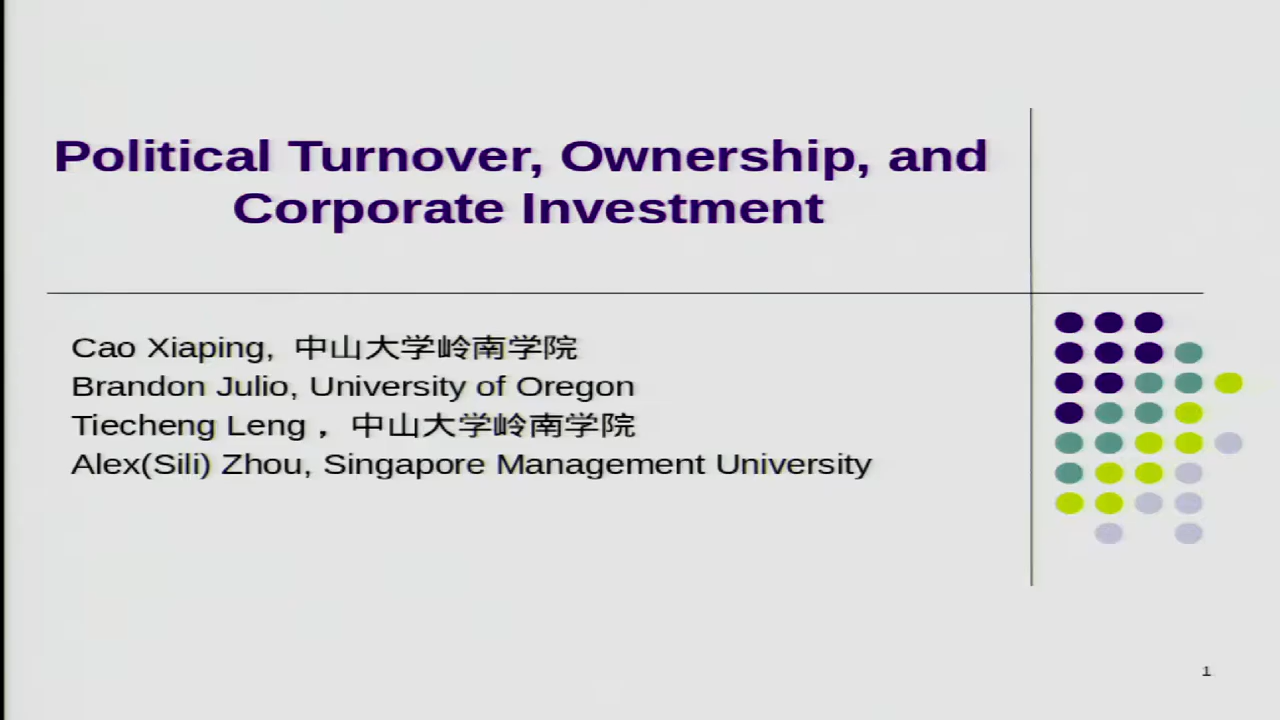 Political Turnover, Ownership, and
Corporate Investment
Cao Xiaping, 中山大学岭南学院
Brandon Julio, University of Oregon
Tiecheng Leng ，中山大学岭南学院
Alex(Sili) Zhou, Singapore Management University
1